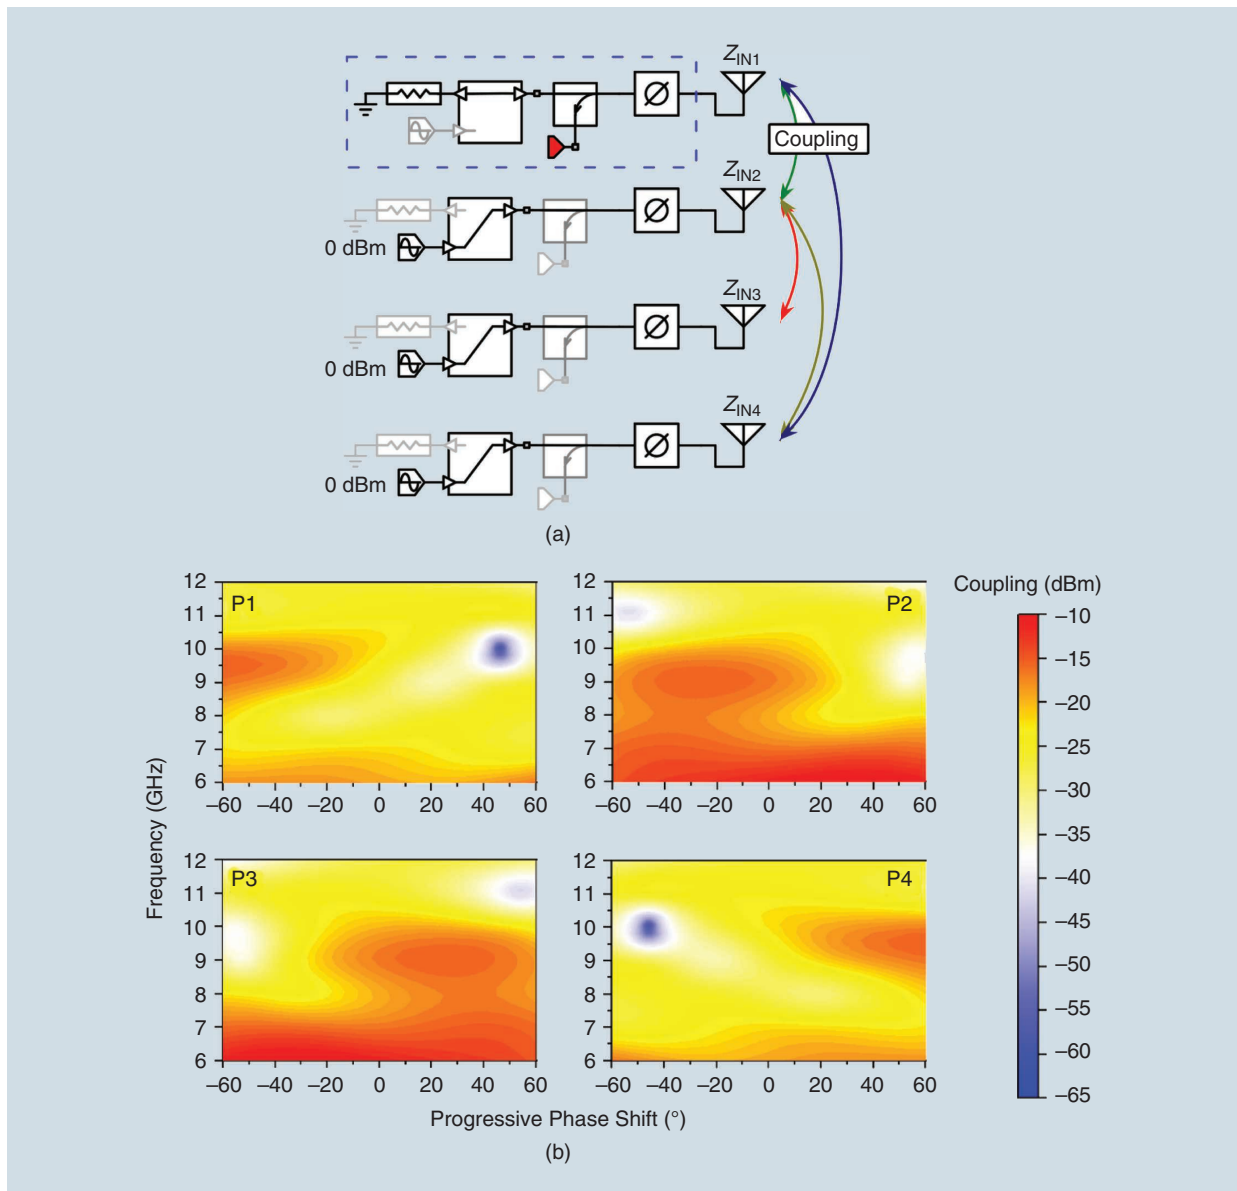 Z_IN1
Coupling
Z_IN2
0 dBm
Z_IN3
0 dBm
Z_IN4
0 dBm
(a)
12
11
10
9
8
7
6
P1
–60 –40 –20 0 20 40 60
12
11
10
9
8
7
6
P2
–60 –40 –20 0 20 40 60
Coupling (dBm)
–10
–15
–20
–25
–30
–35
–40
–45
–50
–55
–60
–65
Frequency (GHz)
12
11
10
9
8
7
6
P3
–60 –40 –20 0 20 40 60
12
11
10
9
8
7
6
P4
–60 –40 –20 0 20 40 60
Progressive Phase Shift (°)
(b)